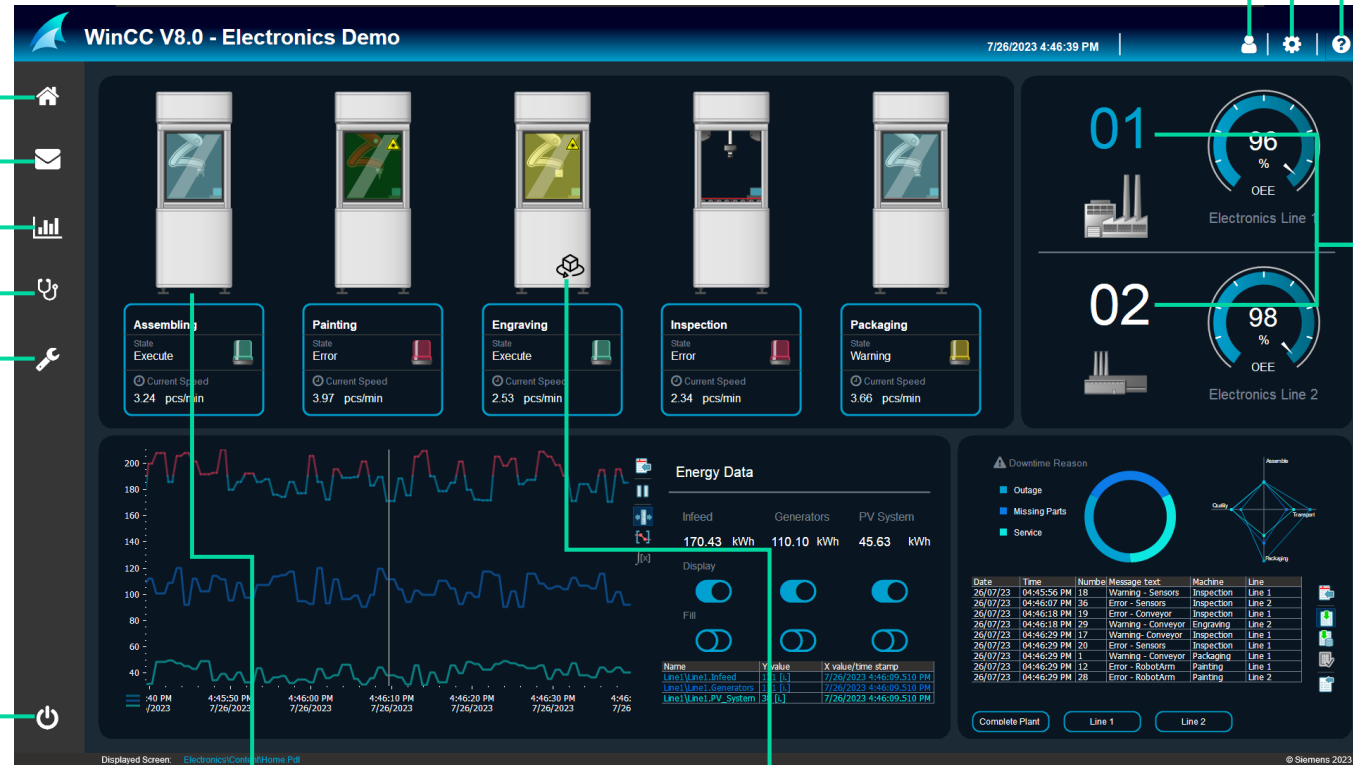 WinCC V8.0 - Electronics Demo
7/26/2023 4:46:39 PM
Assembling
State
Execute
Current Speed
3.24 pcs/min
Painting
State
Error
Current Speed
3.97 pcs/min
Engraving
State
Execute
Current Speed
2.53 pcs/min
Inspection
State
Error
Current Speed
2.34 pcs/min
Packaging
State
Warning
Current Speed
3.66 pcs/min
01
96
%
OEE
Electronics Line 1
02
98
%
OEE
Electronics Line 2
200
180
160
140
120
100
80
60
40
:40 PM 4:45:50 PM 4:46:00 PM 4:46:10 PM 4:46:20 PM 4:46:30 PM 4:46:
/2023 7/26/2023 7/26/2023 7/26/2023 7/26/2023 7/26/2023 7/26
Energy Data
Infeed Generators PV System
170.43 kWh 110.10 kWh 45.63 kWh
Display
Fill
Name Y value X value/time stamp
Line1\Line1.Infeed [i.] 7/26/2023 4:46:09.510 PM
Line1\Line1.Generators [i.] 7/26/2023 4:46:09.510 PM
Line1\Line1.PV_System [i.] 7/26/2023 4:46:09.510 PM
Downtime Reason
Outage
Missing Parts
Service
Assemble
Quality
Transport
Packaging
Date Time Numbe Message text Machine Line
26/07/23 04:45:56 PM 18 Warning - Sensors Inspection Line 1
26/07/23 04:46:07 PM 36 Error - Sensors Inspection Line 2
26/07/23 04:46:18 PM 19 Error - Conveyor Inspection Line 1
26/07/23 04:46:18 PM 29 Warning - Conveyor Engraving Line 2
26/07/23 04:46:29 PM 17 Warning- Conveyor Inspection Line 1
26/07/23 04:46:29 PM 20 Error - Sensors Inspection Line 1
26/07/23 04:46:29 PM 1 Warning - Conveyor Packaging Line 1
26/07/23 04:46:29 PM 12 Error - RobotArm Painting Line 1
26/07/23 04:46:29 PM 28 Error - RobotArm Painting Line 2
Complete Plant Line 1 Line 2
Displayed Screen: Electronics\Content\Home.Pdl
© Siemens 2023